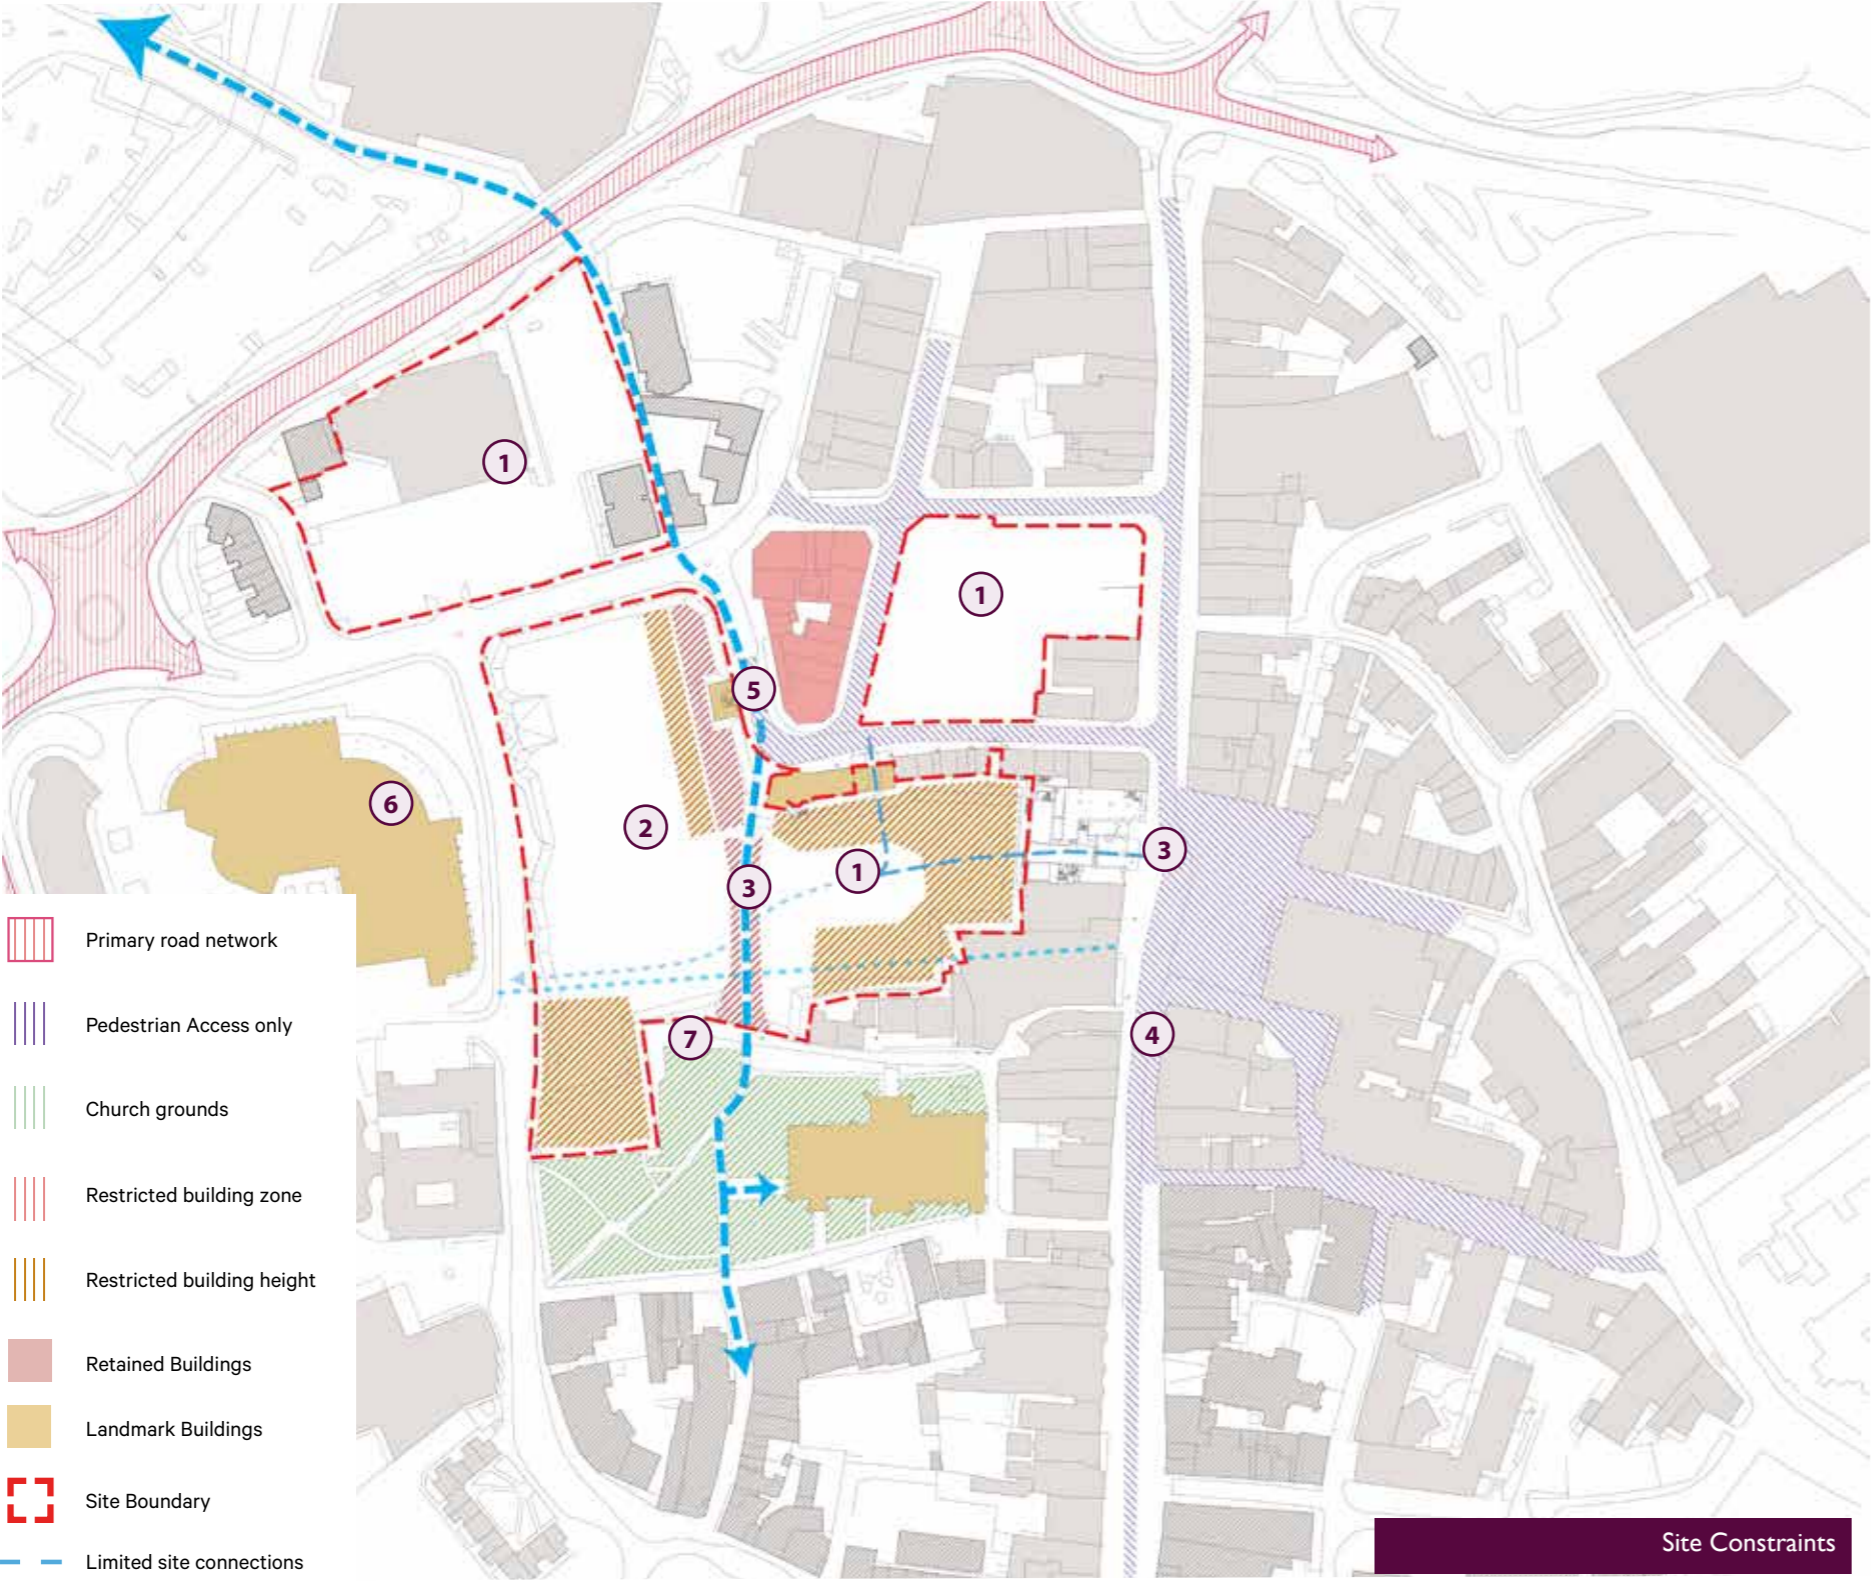 1
1
5
6
2
1
3
3
7
4
Primary road network
Pedestrian Access only
Church grounds
Restricted building zone
Restricted building height
Retained Buildings
Landmark Buildings
Site Boundary
Limited site connections
Site Constraints